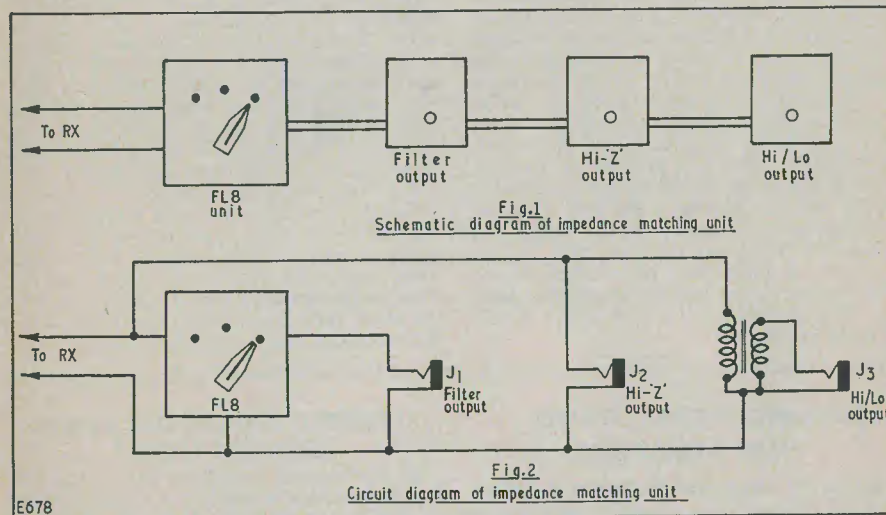 To RX
FL8
unit
Filter
output
Hi-'Z'
output
Hi/Lo
output
Fig.1
Schematic diagram of impedance matching unit
To RX
FL8
J1
Filter
output
J2
Hi-'Z'
output
J3
Hi/Lo
output
Fig.2
Circuit diagram of impedance matching unit
E678